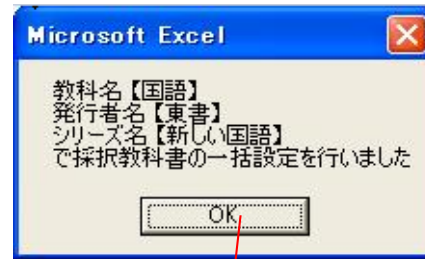 Microsoft Excel
教科名【国語】
発行者名【東書】
シリーズ名【新しい国語】
で採択教科書の一括設定を行いました
OK